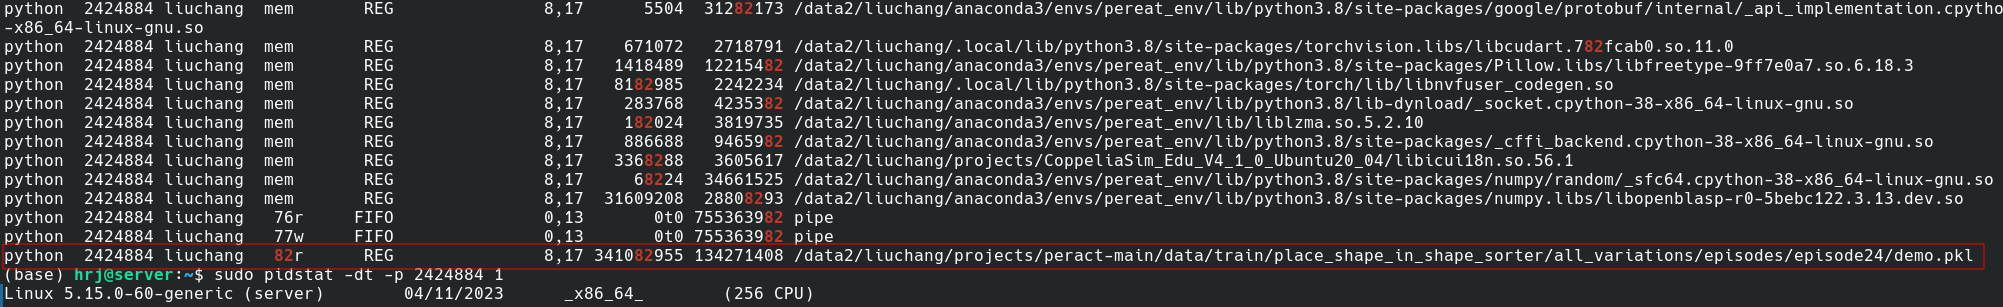 python  2424884 liuchang  mem       REG               8,17      5504  31282173 /data2/liuchang/anaconda3/envs/pereat_env/lib/python3.8/site-packages/google/protobuf/internal/_api_implementation.cpytho
-x86_64-linux-gnu.so
python  2424884 liuchang  mem       REG               8,17    671072   2718791 /data2/liuchang/.local/lib/python3.8/site-packages/torchvision.libs/libcudart.782fcab0.so.11.0
python  2424884 liuchang  mem       REG               8,17   1418489  12215482 /data2/liuchang/anaconda3/envs/pereat_env/lib/python3.8/site-packages/Pillow.libs/libfreetype-9ff7e0a7.so.6.18.3
python  2424884 liuchang  mem       REG               8,17   8182985   2242234 /data2/liuchang/.local/lib/python3.8/site-packages/torch/lib/libnvfuser_codegen.so
python  2424884 liuchang  mem       REG               8,17    283768   4235382 /data2/liuchang/anaconda3/envs/pereat_env/lib/python3.8/lib-dynload/_socket.cpython-38-x86_64-linux-gnu.so
python  2424884 liuchang  mem       REG               8,17    182024   3819735 /data2/liuchang/anaconda3/envs/pereat_env/lib/liblzma.so.5.2.10
python  2424884 liuchang  mem       REG               8,17    886688    9465982 /data2/liuchang/anaconda3/envs/pereat_env/lib/python3.8/site-packages/_cffi_backend.cpython-38-x86_64-linux-gnu.so
python  2424884 liuchang  mem       REG               8,17   3368288   3605617 /data2/liuchang/projects/CoppeliaSim_Edu_V4_1_0_Ubuntu20_04/libicui18n.so.56.1
python  2424884 liuchang  mem       REG               8,17     68224  34661525 /data2/liuchang/anaconda3/envs/pereat_env/lib/python3.8/site-packages/numpy/random/_sfc64.cpython-38-x86_64-linux-gnu.so
python  2424884 liuchang  mem       REG               8,17  31609208  28808293 /data2/liuchang/anaconda3/envs/pereat_env/lib/python3.8/site-packages/numpy.libs/libopenblasp-r0-5bebc122.3.13.dev.so
python  2424884 liuchang   76r     FIFO               0,13       0t0 755363982 pipe
python  2424884 liuchang   77w     FIFO               0,13       0t0 755363982 pipe
python  2424884 liuchang   82r      REG               8,17 341082955 134271408 /data2/liuchang/projects/peract-main/data/train/place_shape_in_shape_sorter/all_variations/episodes/episode24/demo.pkl
(base) hrj@server:~$ sudo pidstat -dt -p 2424884 1
Linux 5.15.0-60-generic (server)        04/11/2023      _x86_64_        (256 CPU)